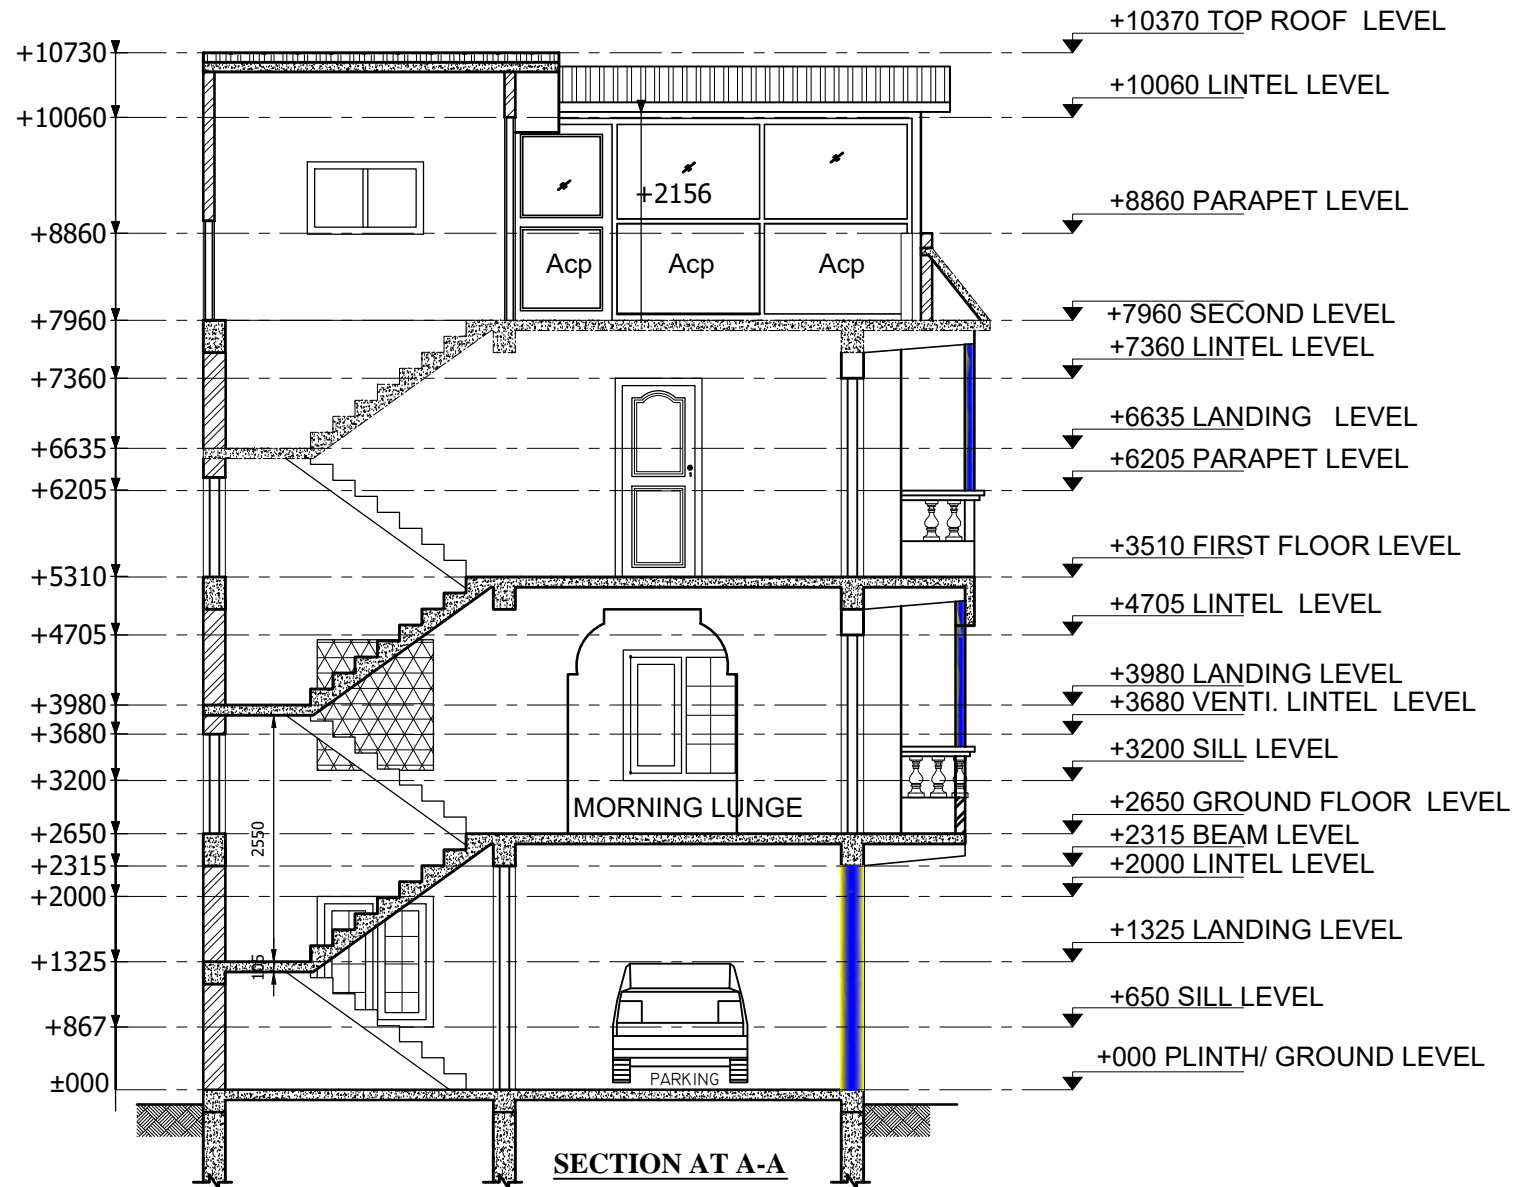 +10370 TOP ROOF LEVEL
+10730
+10060 LINTEL LEVEL
+10060
+2156
+8860 PARAPET LEVEL
+8860
Acp Acp Acp
+7960
+7960 SECOND LEVEL
+7360 LINTEL LEVEL
+7360
+6635 LANDING LEVEL
+6635
+6205 PARAPET LEVEL
+6205
+3510 FIRST FLOOR LEVEL
+5310
+4705 LINTEL LEVEL
+4705
+3980 LANDING LEVEL
+3980
+3680 VENTI. LINTEL LEVEL
+3680
+3200 SILL LEVEL
+3200
MORNING LUNGE
+2650 GROUND FLOOR LEVEL
+2650
2550
+2315 BEAM LEVEL
+2315
+2000 LINTEL LEVEL
+2000
+1325 LANDING LEVEL
+1325
105
+650 SILL LEVEL
+867
+000 PLINTH/ GROUND LEVEL
±000
PARKING
SECTION AT A-A